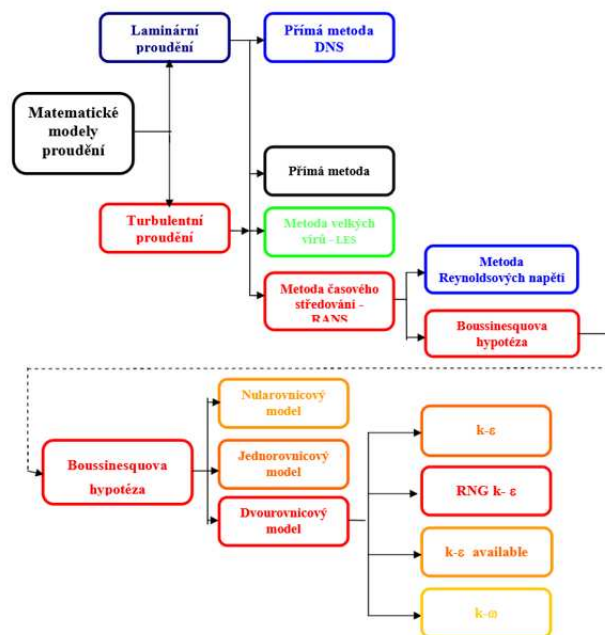 Laminární
proudění
Přímá metoda
DNS
Matematické
modely
proudění
Přímá metoda
Turbulentní
proudění
Metoda velkých
vírů - LES
Metoda časového
středování -
RANS
Metoda
Reynoldsových napětí
Boussinesquova
hypotéza
Boussinesquova
hypotéza
Nularovnicový
model
Jednorovnicový
model
Dvourovnicový
model
k-ε
RNG k- ε
k-ε available
k-ω